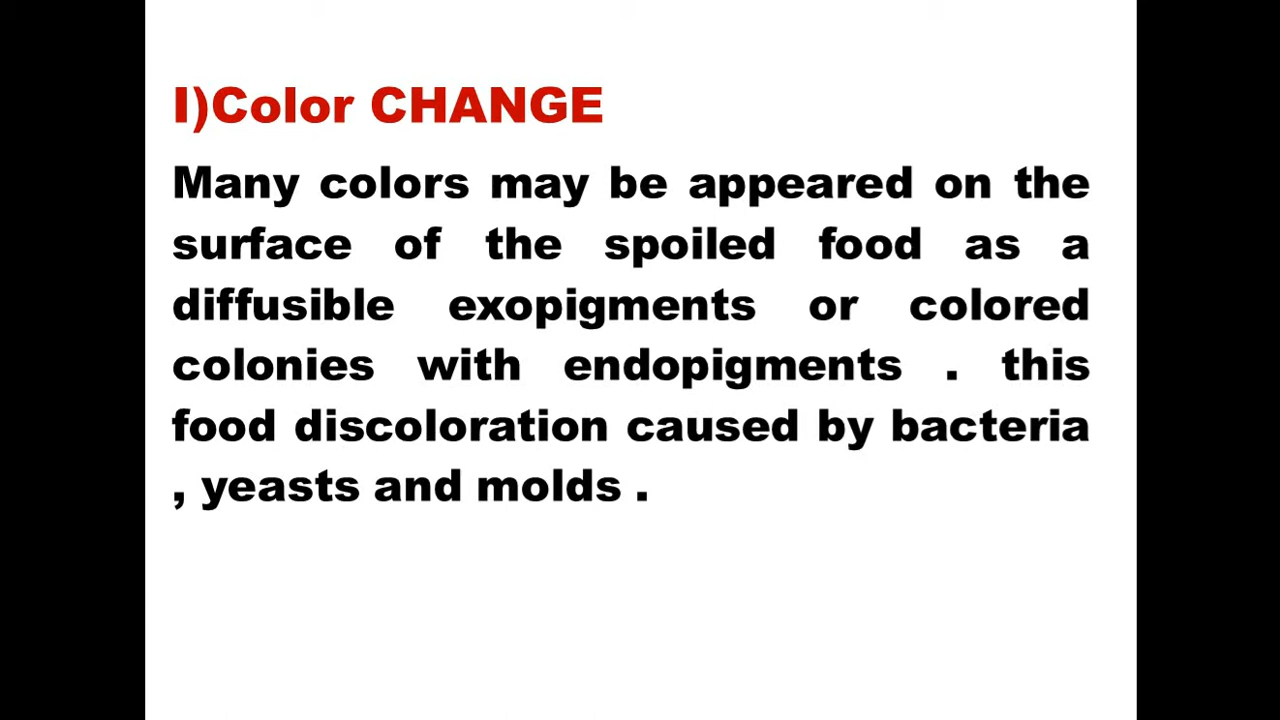 I)Color CHANGE
Many colors may be appeared on the
surface of the spoiled food as a
diffusible exopigments or colored
colonies with endopigments . this
food discoloration caused by bacteria
, yeasts and molds .